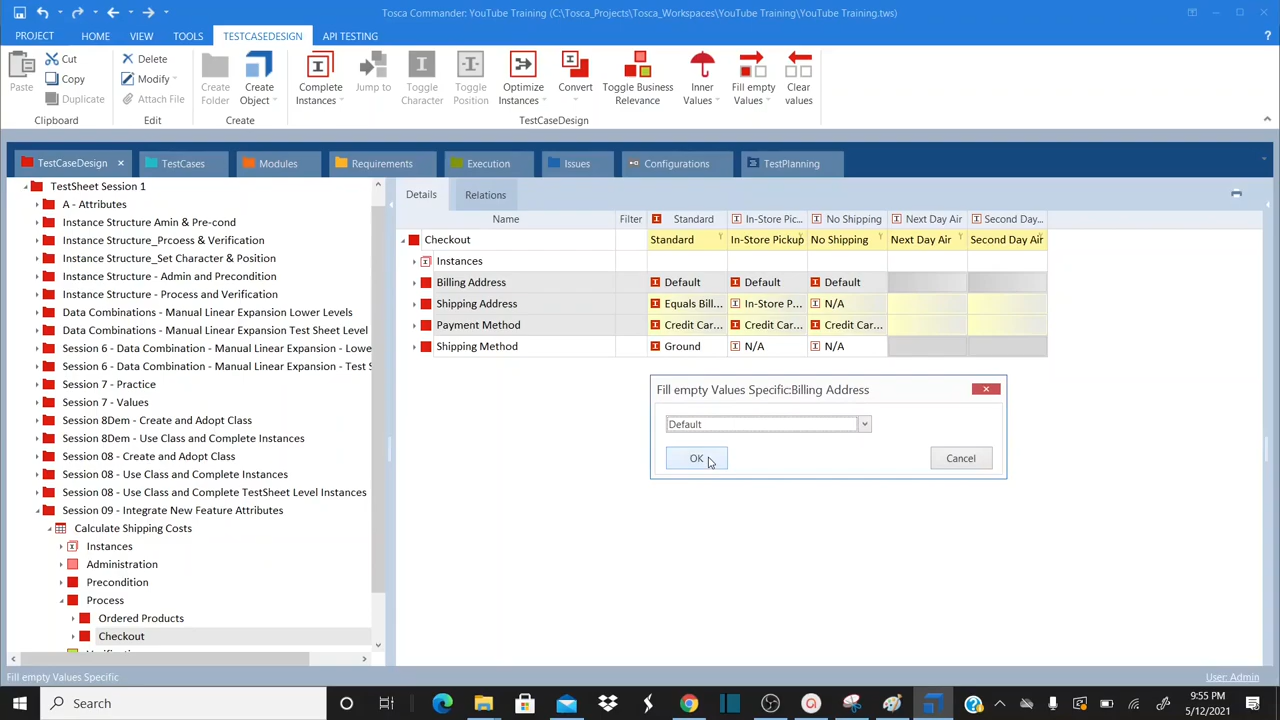 Tosca Commander: YouTube Training (C:\Tosca_Projects\Tosca_Workspaces\YouTube Training\YouTube Training.tws)
PROJECT HOME VIEW TOOLS TESTCASEDESIGN API TESTING
Paste Cut Copy Duplicate
Clipboard
Delete Modify Attach File
Edit
Create Folder Create Object
Create
Complete Instances Jump to Toggle Character Toggle Position Optimize Instances Convert Toggle Business Relevance Inner Values Fill empty Values Clear values
TestCaseDesign
TestCaseDesign TestCases Modules Requirements Execution Issues Configurations TestPlanning
TestSheet Session 1
A - Attributes
Instance Structure Amin & Pre-cond
Instance Structure_Prcoess & Verification
Instance Structure_Set Character & Position
Instance Structure - Admin and Precondition
Instance Structure - Process and Verification
Data Combinations - Manual Linear Expansion Lower Levels
Data Combinations - Manual Linear Expansion Test Sheet Level
Session 6 - Data Combination - Manual Linear Expansion - Lowe
Session 6 - Data Combination - Manual Linear Expansion - Test S
Session 7 - Practice
Session 7 - Values
Session 8Dem - Create and Adopt Class
Session 8Dem - Use Class and Complete Instances
Session 08 - Create and Adopt Class
Session 08 - Use Class and Complete Instances
Session 08 - Use Class and Complete TestSheet Level Instances
Session 09 - Integrate New Feature Attributes
Calculate Shipping Costs
Instances
Administration
Precondition
Process
Ordered Products
Checkout
Details Relations
Name Filter Standard In-Store Pic... No Shipping Next Day Air Second Day...
Checkout Standard In-Store Pickup No Shipping Next Day Air Second Day Air
Instances
Billing Address Default Default Default
Shipping Address Equals Bill... In-Store P... N/A
Payment Method Credit Car... Credit Car... Credit Car...
Shipping Method Ground N/A N/A
Fill empty Values Specific:Billing Address
Default
OK Cancel
Fill empty Values Specific
User: Admin
Search
9:55 PM
5/12/2021